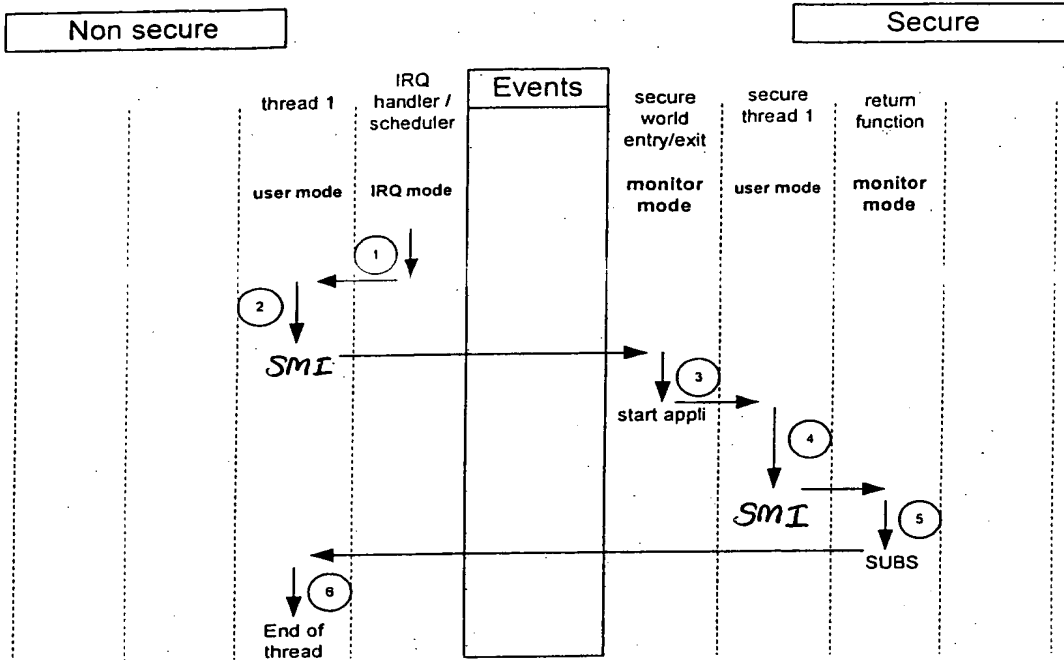 Non secure
Secure
Events
thread 1
IRQ
handler /
scheduler
secure
world
entry/exit
secure
thread 1
return
function
user mode
IRQ mode
monitor
mode
user mode
monitor
mode
1
2
SMI
3
start appli
4
SMI
5
SUBS
6
End of
thread